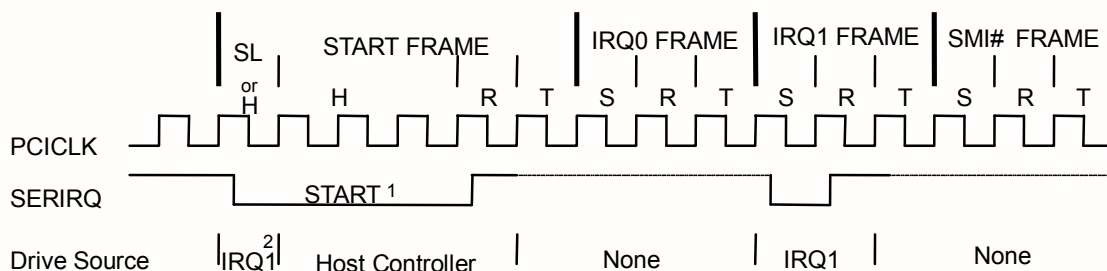 SL START FRAME IRQ0 FRAME IRQ1 FRAME SMI# FRAME
or
H H R T S R T S R T S R T
PCICLK
SERIRQ START 1
Drive Source IRQ1 2 Host Controller None IRQ1 None